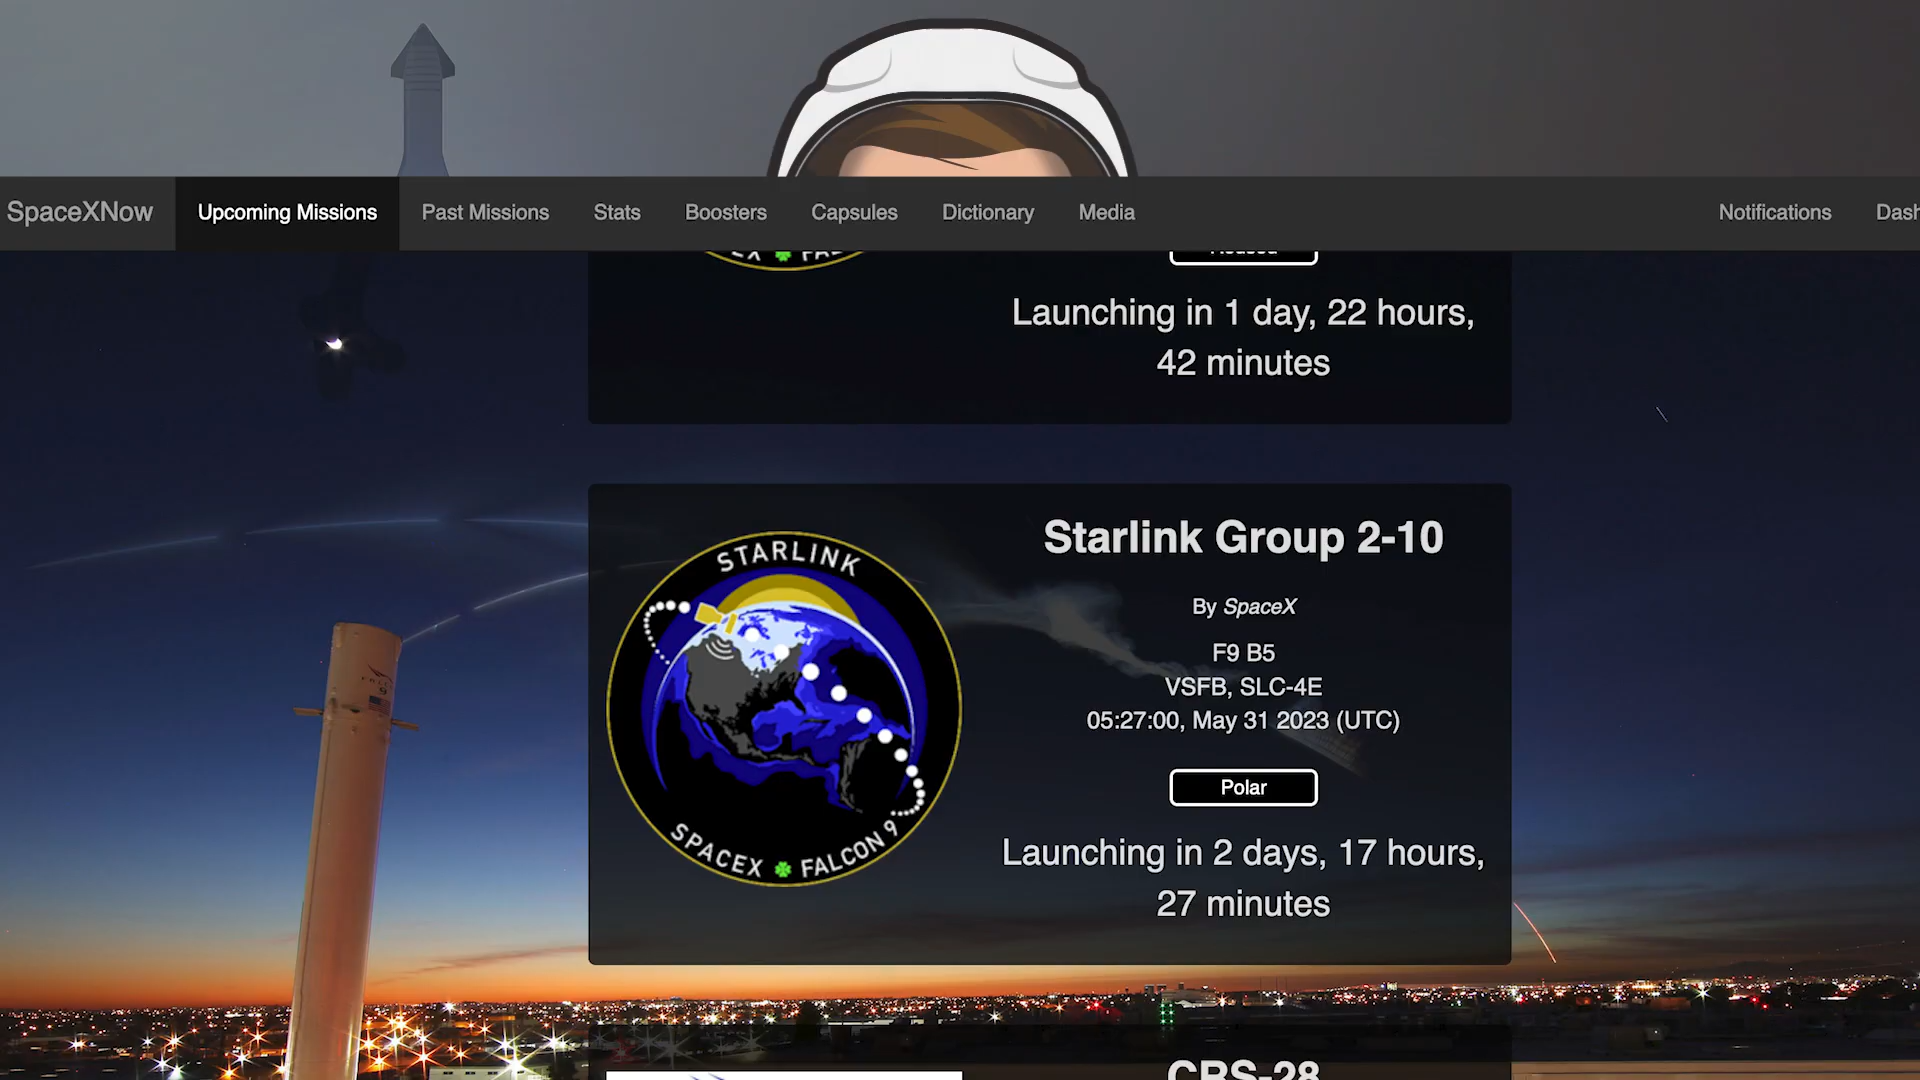 SpaceXNow
Upcoming Missions
Past Missions
Stats
Boosters
Capsules
Dictionary
Media
Notifications
Launching in 1 day, 22 hours,
42 minutes
STARLINK
SPACEX FALCON 9
Starlink Group 2-10
By SpaceX
F9 B5
VSFB, SLC-4E
05:27:00, May 31 2023 (UTC)
Polar
Launching in 2 days, 17 hours,
27 minutes
CRS-28